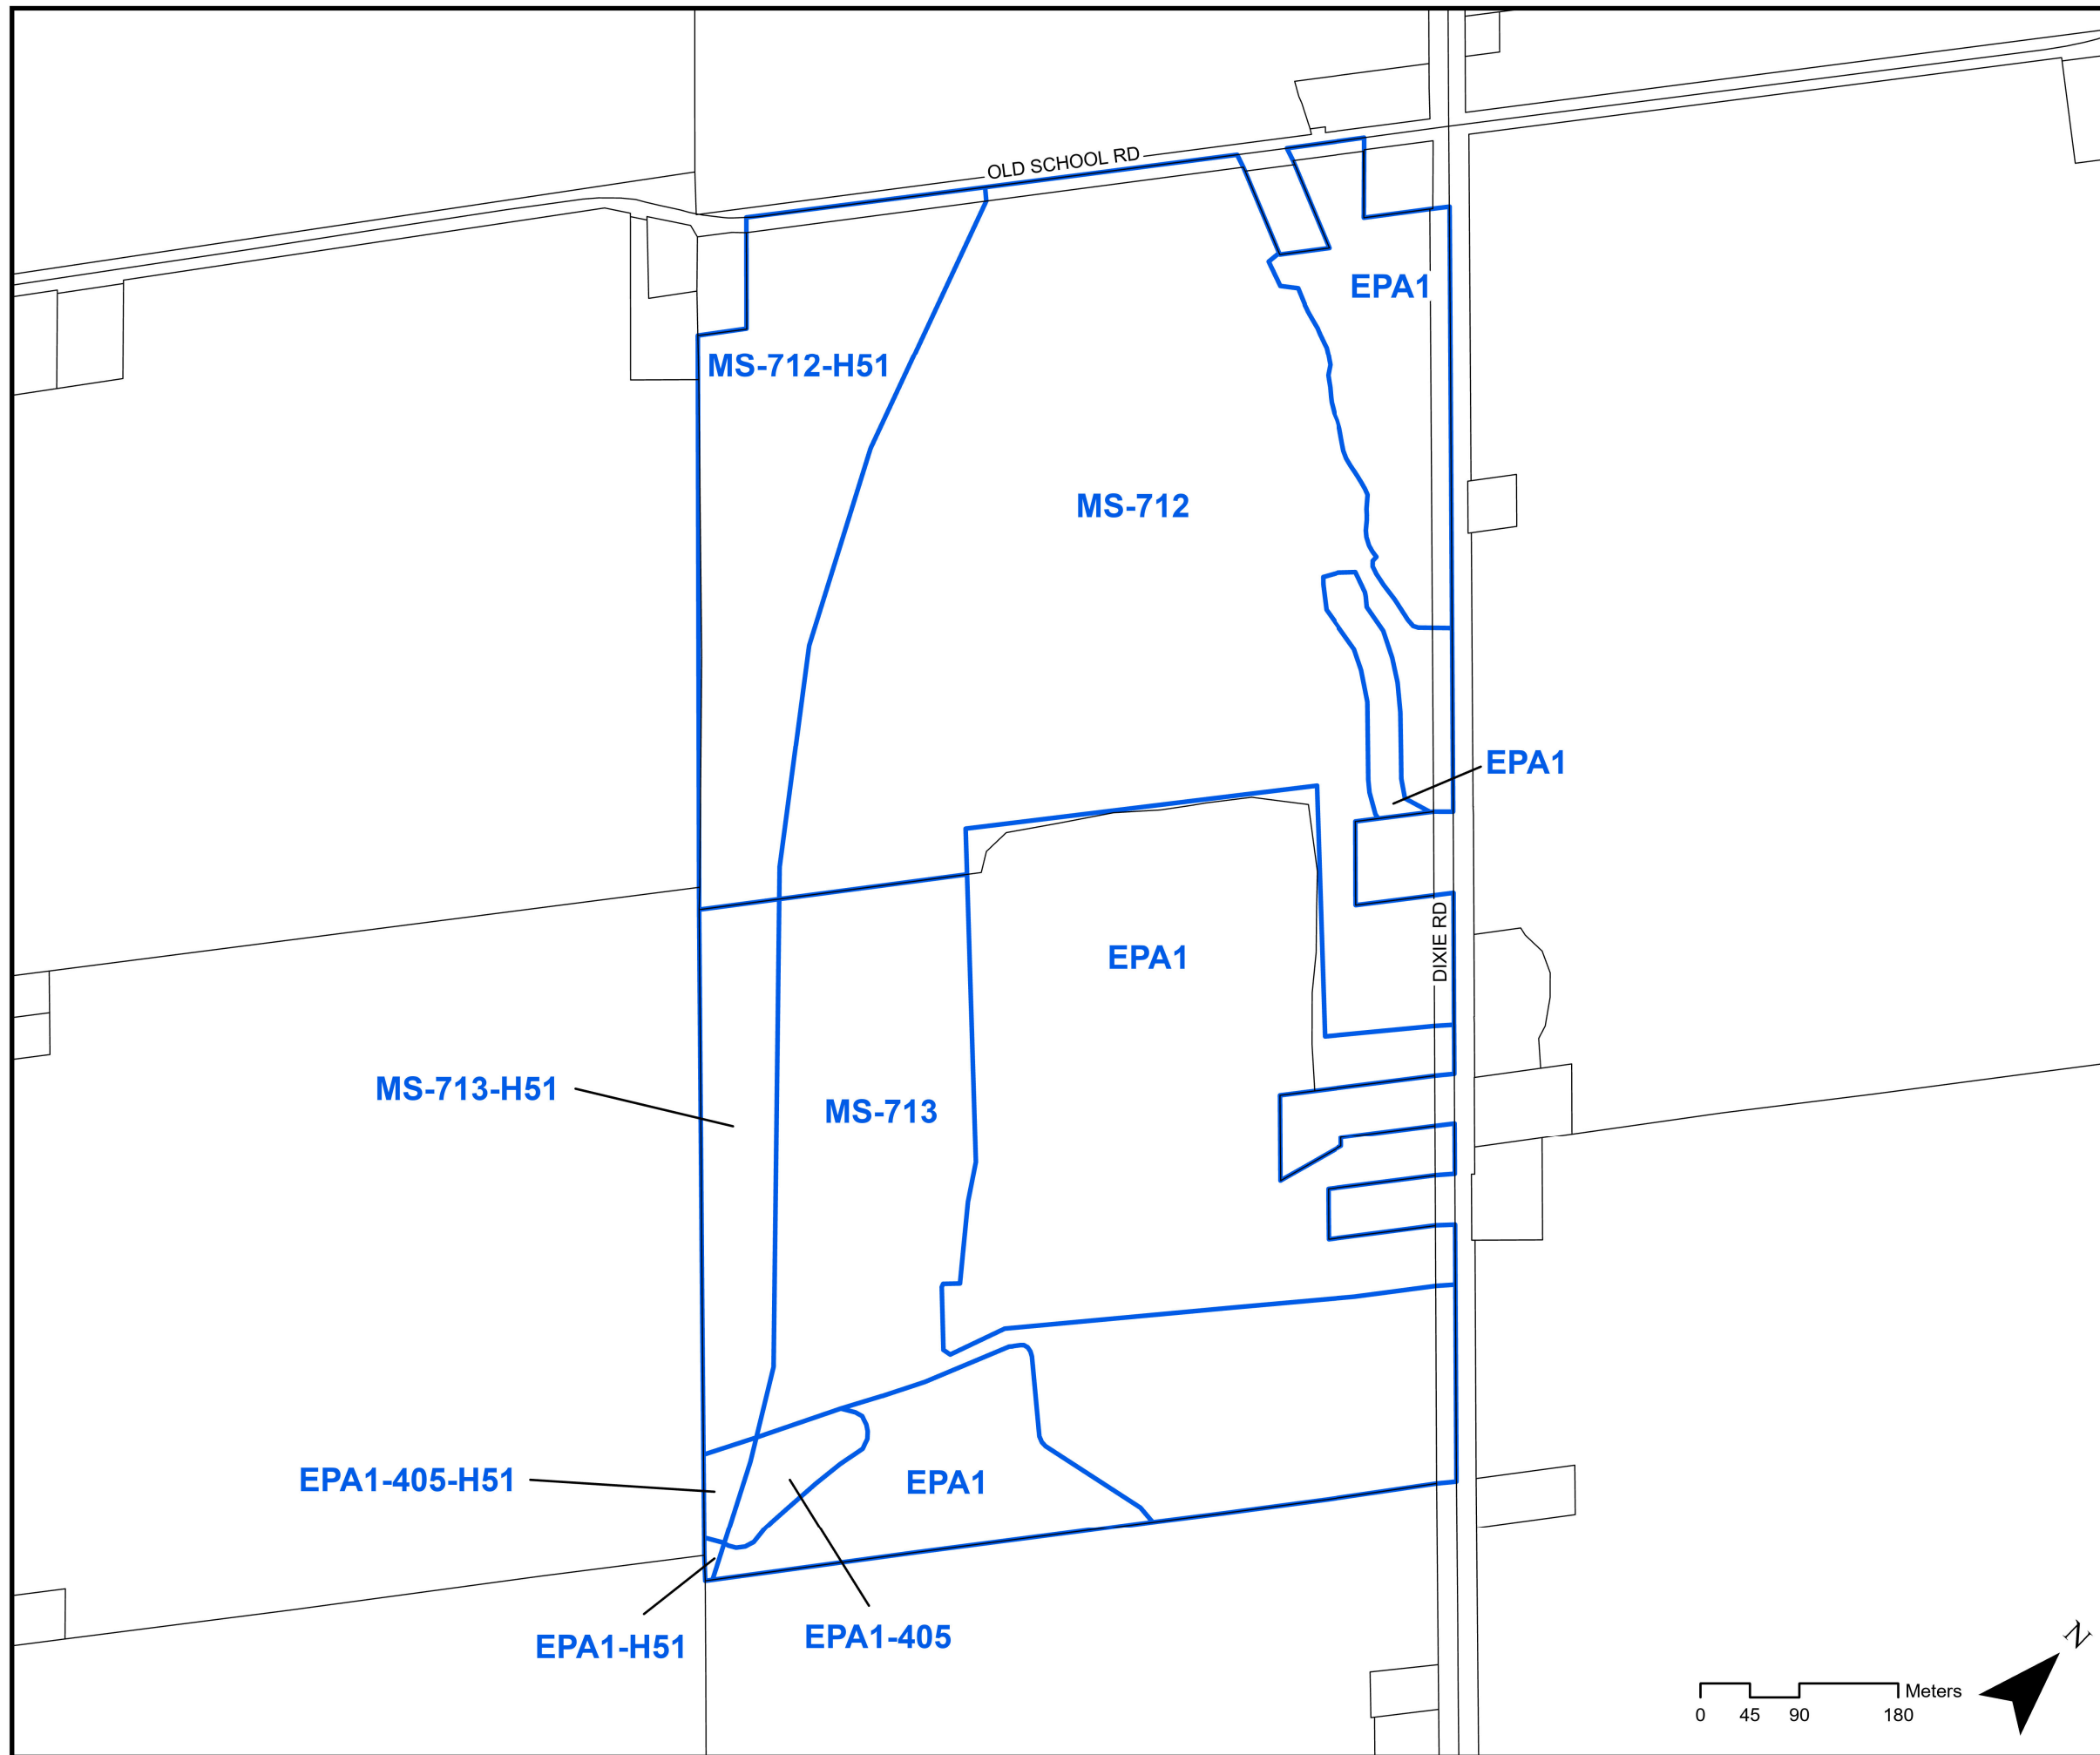 OLD SCHOOL RD
EPA1
MS-712-H51
MS-712
EPA1
DIXIE RD
EPA1
MS-713-H51
MS-713
EPA1-405-H51
EPA1
EPA1-H51
EPA1-405
N
Meters
0 45 90 180